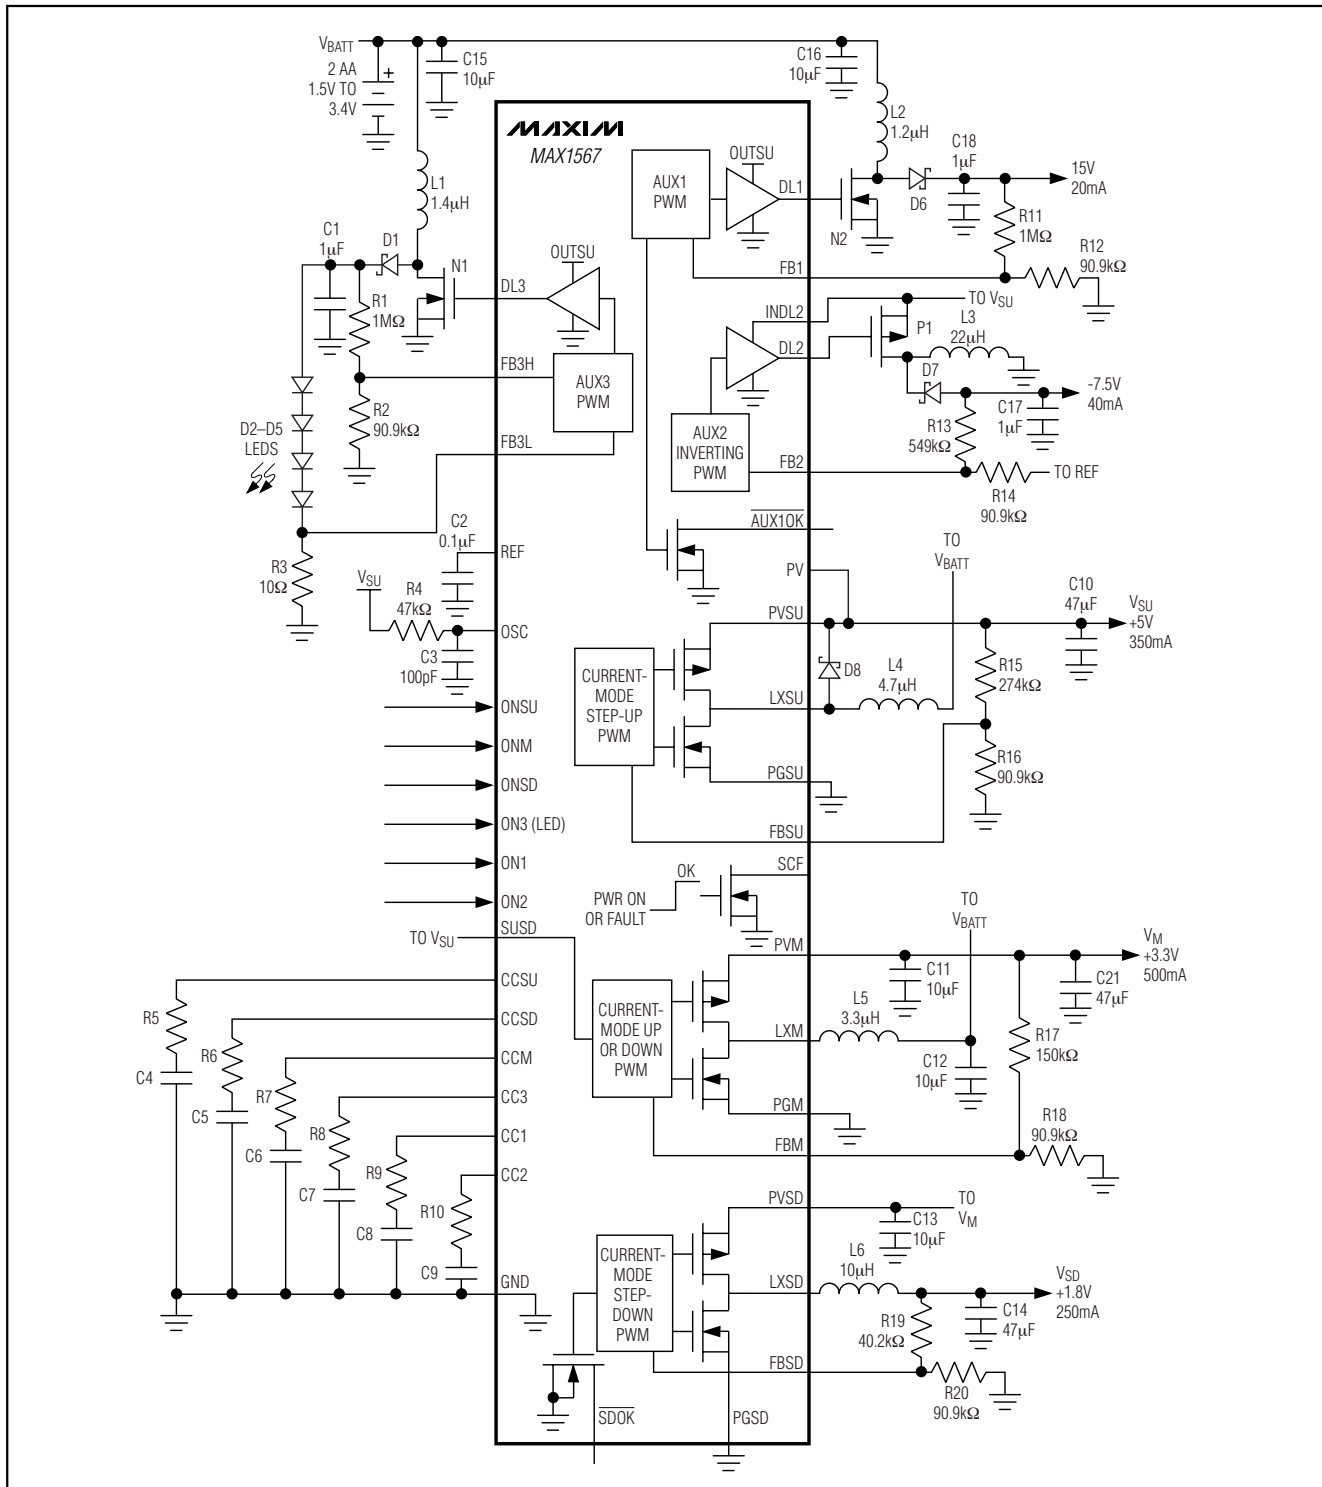 VBATT
2 AA
1.5V TO
3.4V
C15
10µF
C16
10µF
L2
1.2µH
MAXIM
MAX1567
L1
1.4µH
C1
1µF
D1
N1
R1
1MΩ
R2
90.9kΩ
D2–D5
LEDS
R3
10Ω
DL3
FB3H
FB3L
OUTSU
AUX3
PWM
AUX1
PWM
OUTSU
DL1
N2
D6
C18
1µF
15V
20mA
R11
1MΩ
R12
90.9kΩ
FB1
INDL2
TO VSU
P1
L3
22µH
DL2
D7
-7.5V
40mA
C17
1µF
R13
549kΩ
AUX2
INVERTING
PWM
FB2
TO REF
R14
90.9kΩ
AUX1OK
C2
0.1µF
REF
VSU
R4
47kΩ
OSC
C3
100pF
PV
TO
VBATT
C10
47µF
VSU
+5V
350mA
PVSU
D8
L4
4.7µH
R15
274kΩ
CURRENT-
MODE
STEP-UP
PWM
LXSU
PGSU
R16
90.9kΩ
FBSU
ONSU
ONM
ONSD
ON3 (LED)
ON1
ON2
SCF
OK
PWR ON
OR FAULT
TO VSU
SUSD
TO
VBATT
PVM
C11
10µF
VM
+3.3V
500mA
C21
47µF
L5
3.3µH
CURRENT-
MODE UP
OR DOWN
PWM
LXM
R17
150kΩ
C12
10µF
PGM
R18
90.9kΩ
FBM
CCSU
R5
C4
CCSD
R6
C5
CCM
R7
C6
CC3
R8
C7
CC1
R9
C8
CC2
R10
C9
GND
PVSD
C13
10µF
TO
VM
L6
10µH
CURRENT-
MODE
STEP-
DOWN
PWM
LXSD
VSD
+1.8V
250mA
R19
40.2kΩ
C14
47µF
FBSD
R20
90.9kΩ
SDOK
PGSD